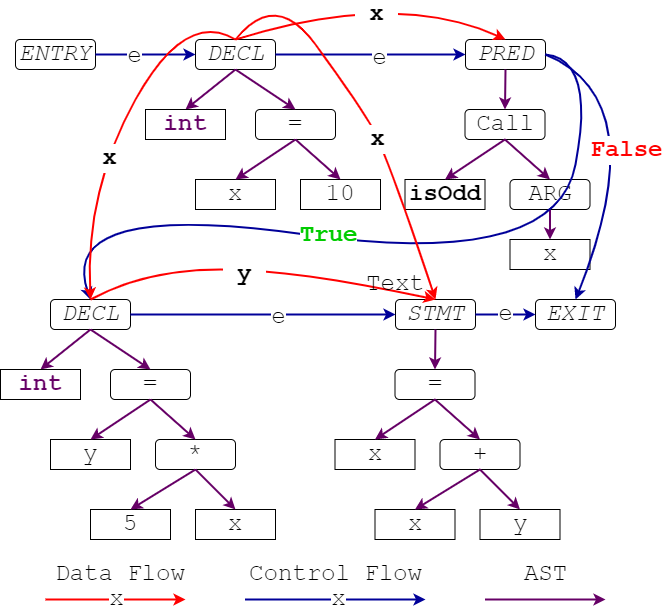 x
ENTRY e DECL e PRED
int = Call
x x
False
x 10 isOdd ARG
True x
y Text
DECL e STMT e EXIT
int = =
y * x +
5 x x y
Data Flow Control Flow AST
x x